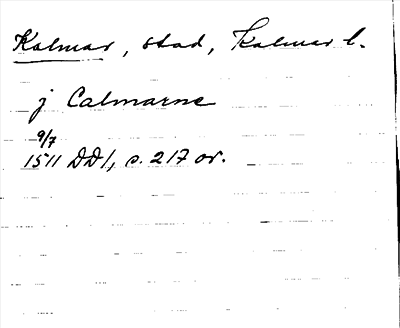 Kalmar, stad, Kalmar l.
j Calmarne
9/7
1511 DD1, s. 217 or.